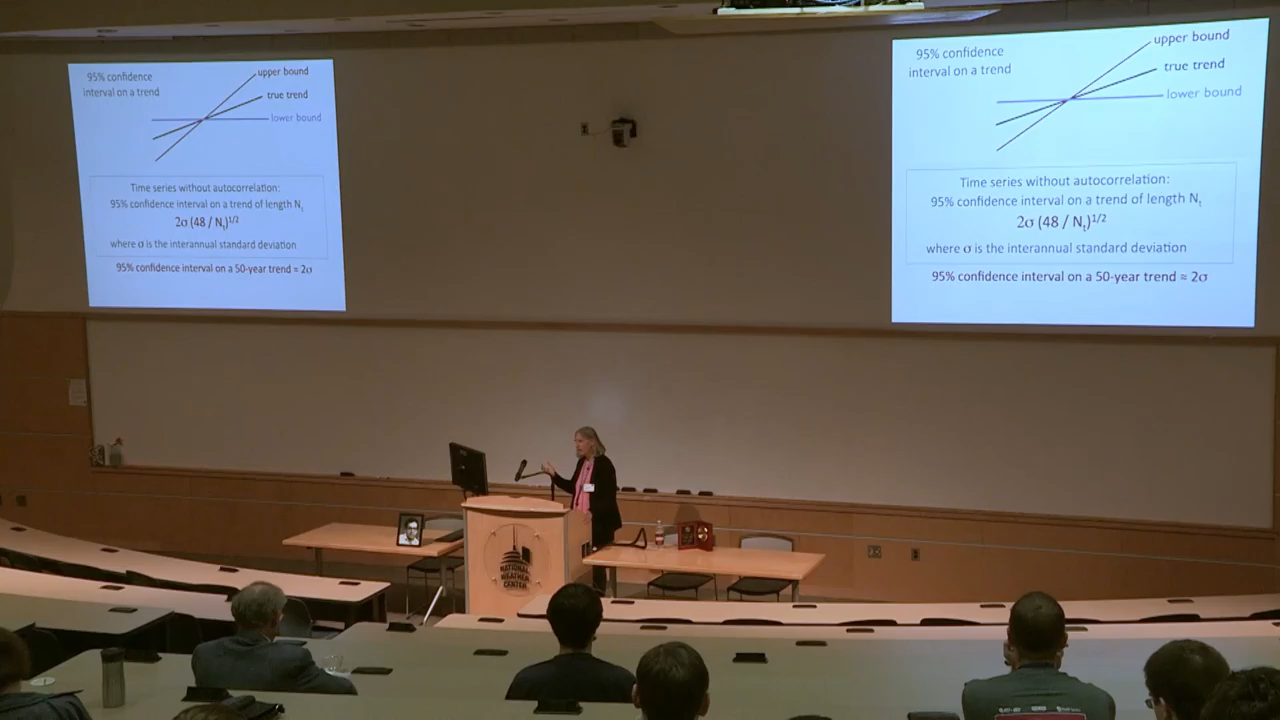 95% confidence
interval on a trend
upper bound
true trend
lower bound
Time series without autocorrelation:
95% confidence interval on a trend of length Nt
2σ (48 / Nt)1/2
where σ is the interannual standard deviation
95% confidence interval on a 50-year trend ≈ 2σ
95% confidence
interval on a trend
upper bound
true trend
lower bound
Time series without autocorrelation:
95% confidence interval on a trend of length Nt
2σ (48 / Nt)1/2
where σ is the interannual standard deviation
95% confidence interval on a 50-year trend ≈ 2σ
NATIONAL
WEATHER
CENTER